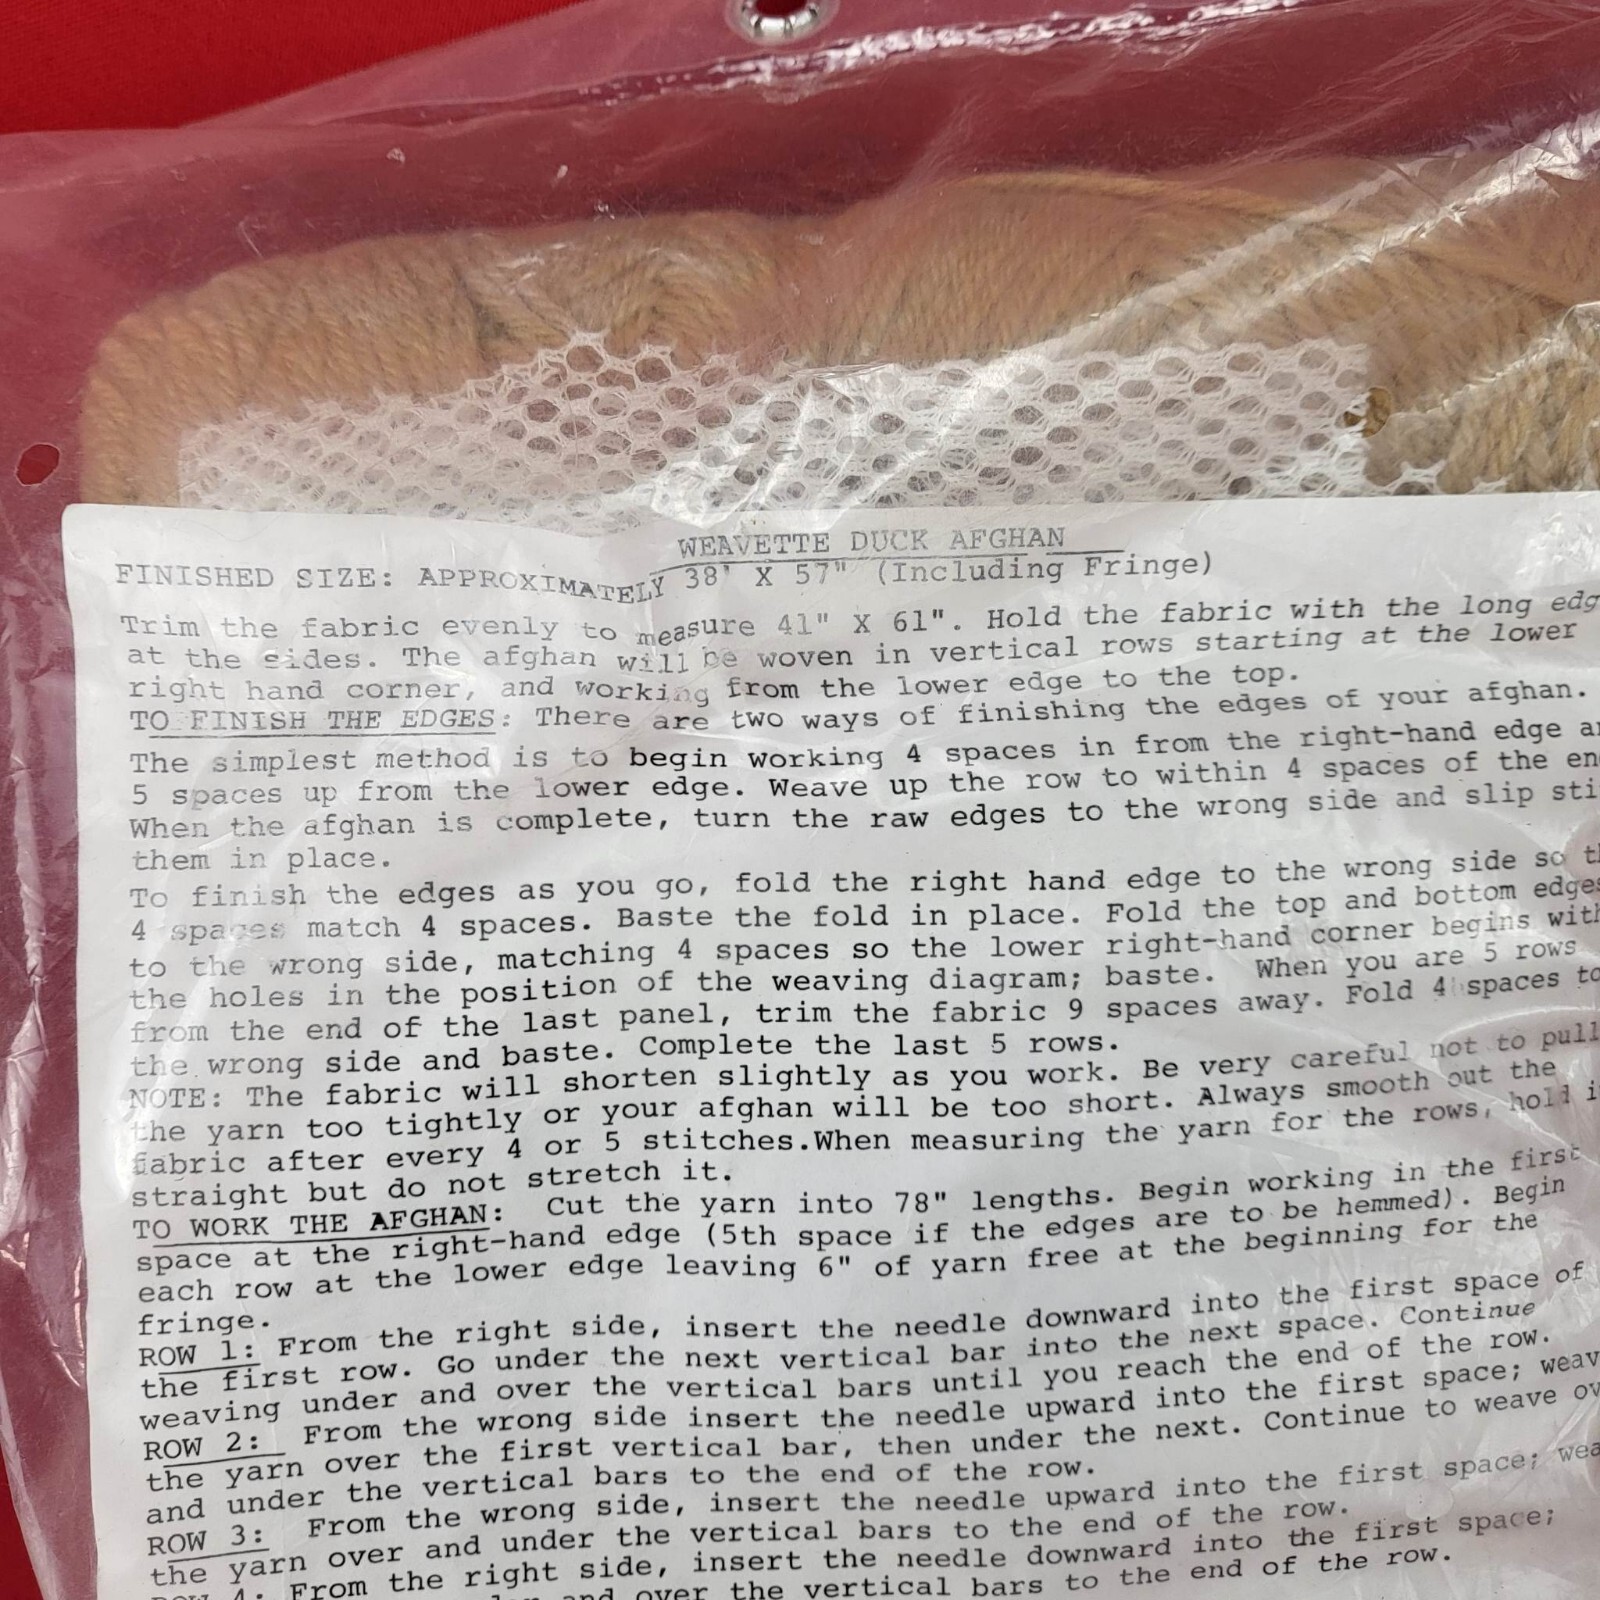 WEAVETTE DUCK AFGHAN
FINISHED SIZE: APPROXIMATELY 38" X 57" (Including Fringe)
Trim the fabric evenly to measure 41" X 61". Hold the fabric with the long
at the sides. The afghan will be woven in vertical rows starting at the lower
right hand corner, and working from the lower edge to the top.
TO FINISH THE EDGES: There are two ways of finishing the edges of your afghan.
The simplest method is to begin working 4 spaces in from the right-hand edge
5 spaces up from the lower edge. Weave up the row to within 4 spaces of the
When the afghan is complete, turn the raw edges to the wrong side and slip
them in place.
To finish the edges as you go, fold the right hand edge to the wrong side so
4 spaces match 4 spaces. Baste the fold in place. Fold the top and bottom edges
to the wrong side, matching 4 spaces so the lower right-hand corner begins with
the holes in the position of the weaving diagram; baste. When you are 5 rows
from the end of the last panel, trim the fabric 9 spaces away. Fold 4 spaces to
the wrong side and baste. Complete the last 5 rows.
NOTE: The fabric will shorten slightly as you work. Be very careful not to pull
the yarn too tightly or your afghan will be too short. Always smooth out the
fabric after every 4 or 5 stitches.When measuring the yarn for the rows, hold
straight but do not stretch it.
TO WORK THE AFGHAN: Cut the yarn into 78" lengths. Begin working in the first
space at the right-hand edge (5th space if the edges are to be hemmed). Begin
each row at the lower edge leaving 6" of yarn free at the beginning for the
fringe.
ROW 1: From the right side, insert the needle downward into the first space of
the first row. Go under the next vertical bar into the next space. Continue
weaving under and over the vertical bars until you reach the end of the row.
ROW 2: From the wrong side insert the needle upward into the first space;
the yarn over the first vertical bar, then under the next. Continue to weave
and under the vertical bars to the end of the row.
ROW 3: From the wrong side, insert the needle upward into the first space;
the yarn over and under the vertical bars to the end of the row.
ROW 4: From the right side, insert the needle downward into the first space;
and over the vertical bars to the end of the row.